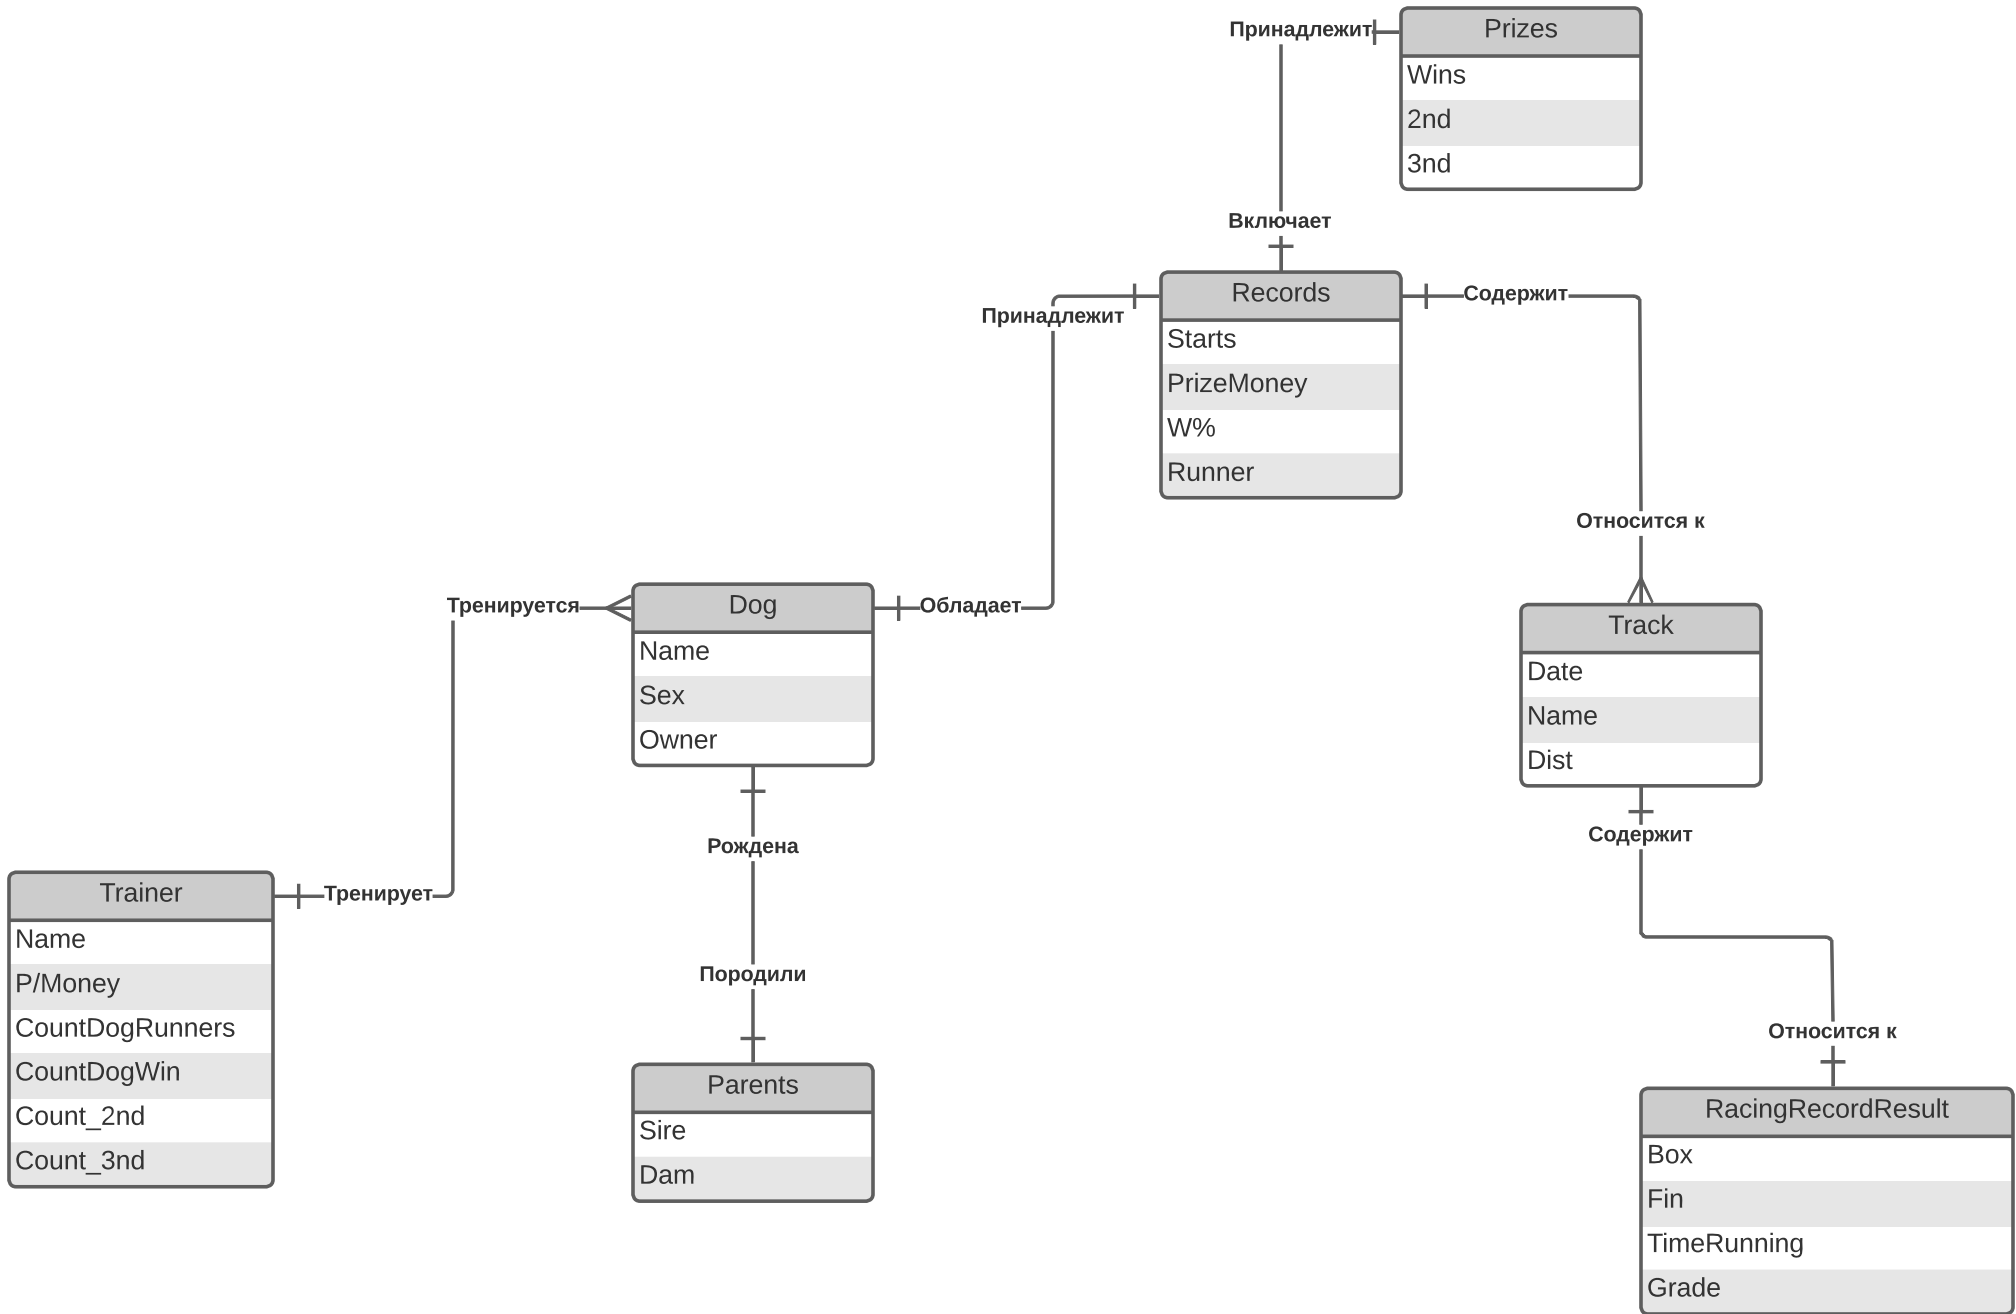 Принадлежит
Prizes
Wins
2nd
3nd
Включает
Records
Starts
PrizeMoney
W%
Runner
Содержит
Принадлежит
Относится к
Тренируется
Dog
Name
Sex
Owner
Обладает
Track
Date
Name
Dist
Содержит
Рождена
Trainer
Name
P/Money
CountDogRunners
CountDogWin
Count_2nd
Count_3nd
Тренирует
Породили
Parents
Sire
Dam
Относится к
RacingRecordResult
Box
Fin
TimeRunning
Grade